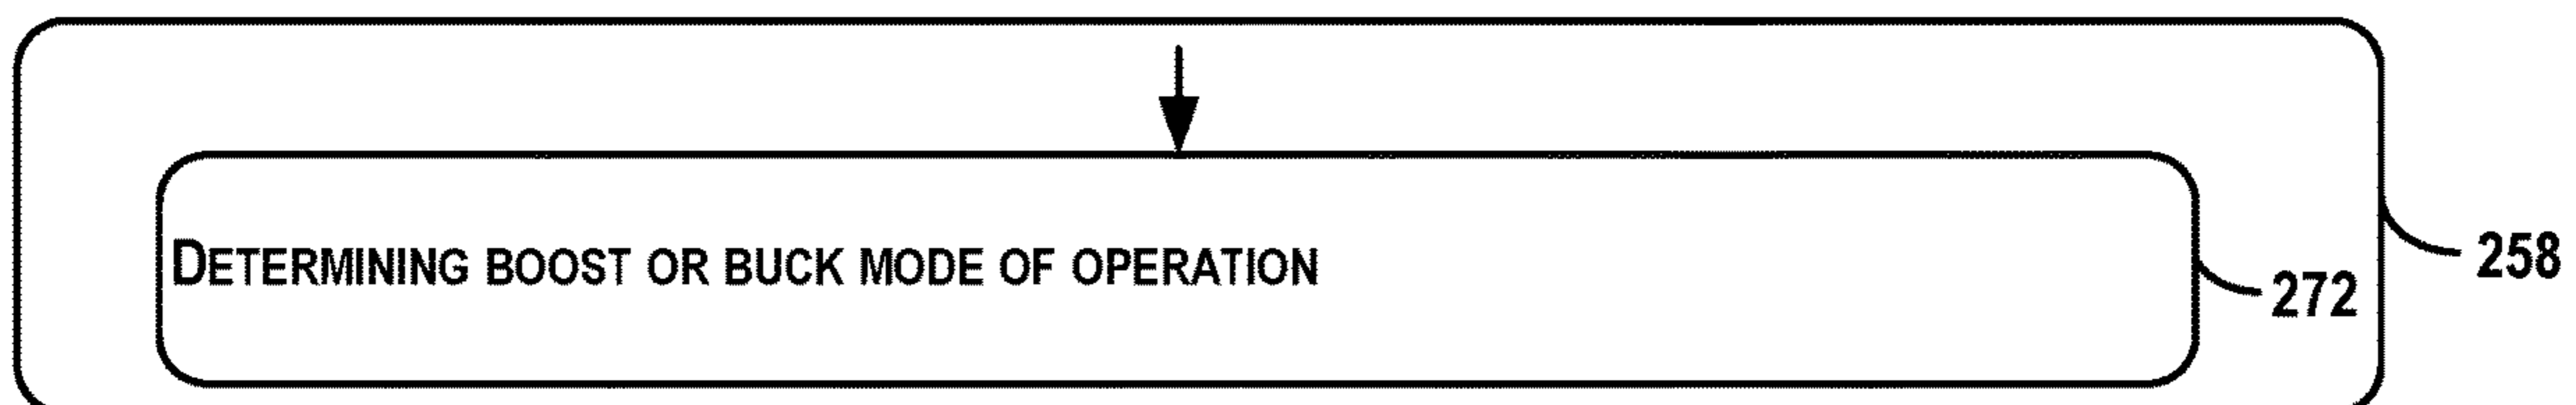 DETERMINING BOOST OR BUCK MODE OF OPERATION
258
272